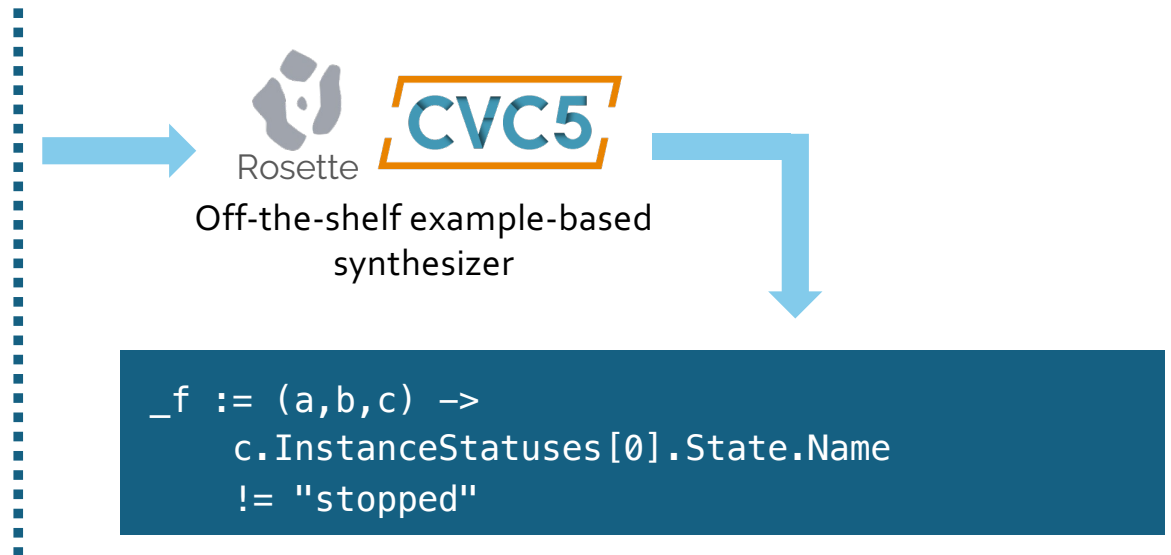 Rosette
CVC5
Off-the-shelf example-based
synthesizer
_f := (a,b,c) ->
c.InstanceStatuses[0].State.Name
!= "stopped"